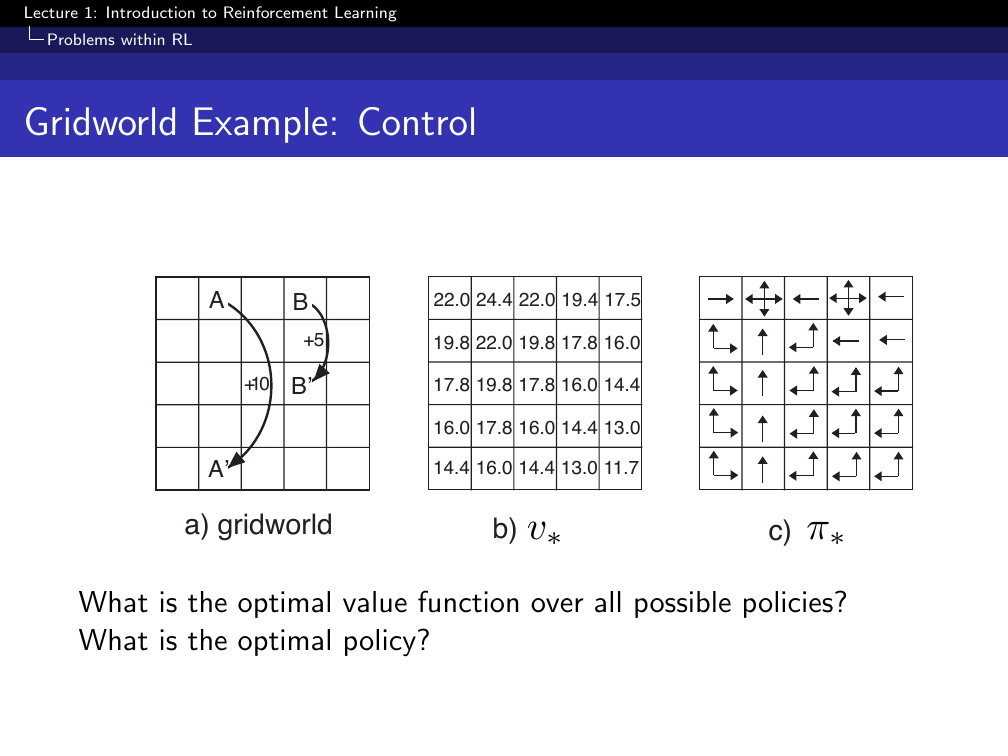 Lecture 1: Introduction to Reinforcement Learning
Problems within RL
Gridworld Example: Control
A B
+5
+10 B'
A'
a) gridworld
22.0 24.4 22.0 19.4 17.5
19.8 22.0 19.8 17.8 16.0
17.8 19.8 17.8 16.0 14.4
16.0 17.8 16.0 14.4 13.0
14.4 16.0 14.4 13.0 11.7
b) v*
c) π*
What is the optimal value function over all possible policies?
What is the optimal policy?